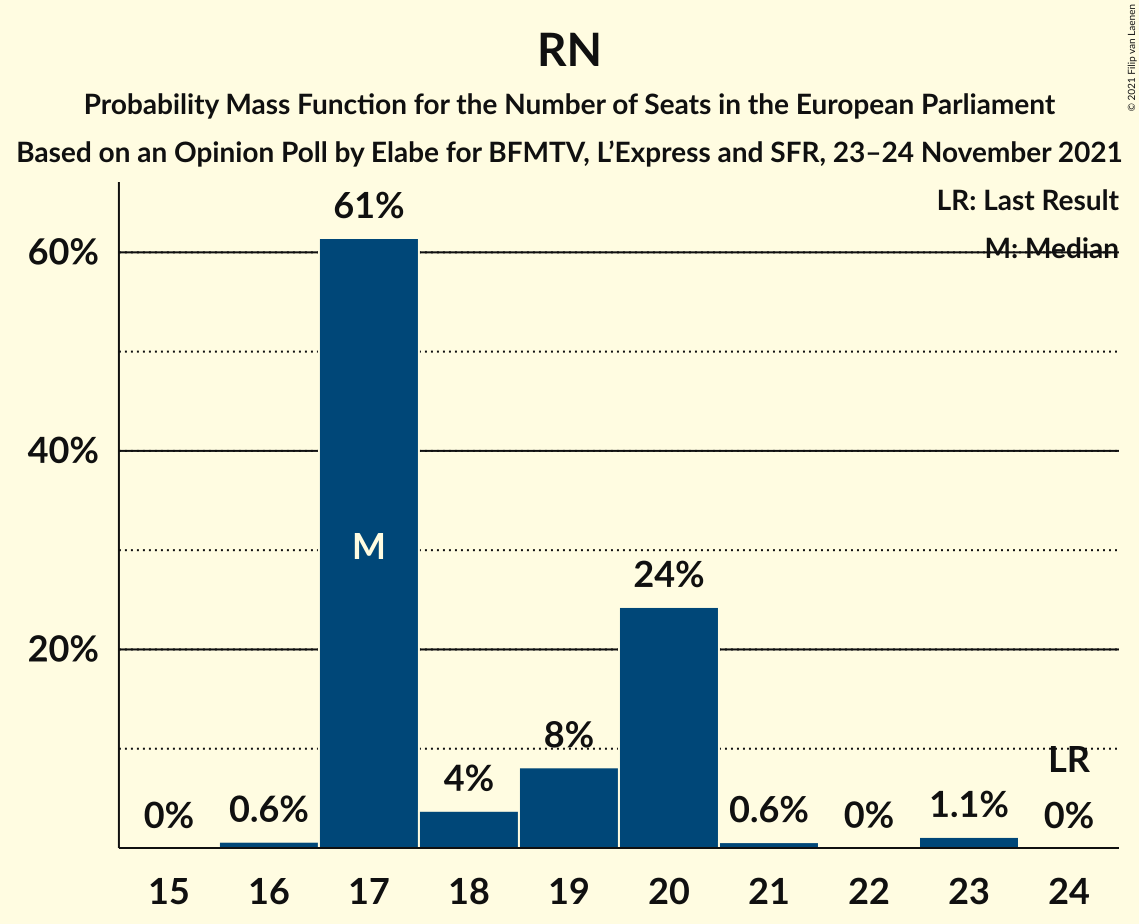 RN
Probability Mass Function for the Number of Seats in the European Parliament
Based on an Opinion Poll by Elabe for BFMTV, L’Express and SFR, 23–24 November 2021
© 2021 Filip van Laenen
LR: Last Result
M: Median
60%
40%
20%
0%
0.6%
61%
M
4%
8%
24%
0.6%
0%
1.1%
LR
0%
15 16 17 18 19 20 21 22 23 24